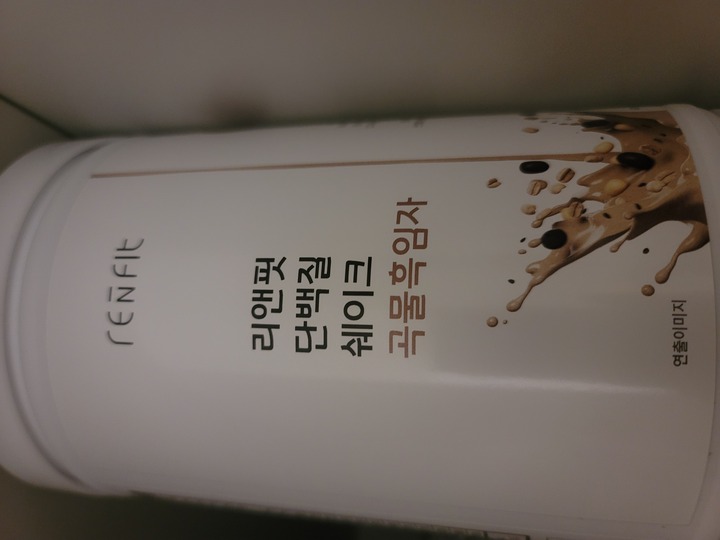 renfit
리앤핏
단백질
쉐이크
곡물흑임자
연출이미지